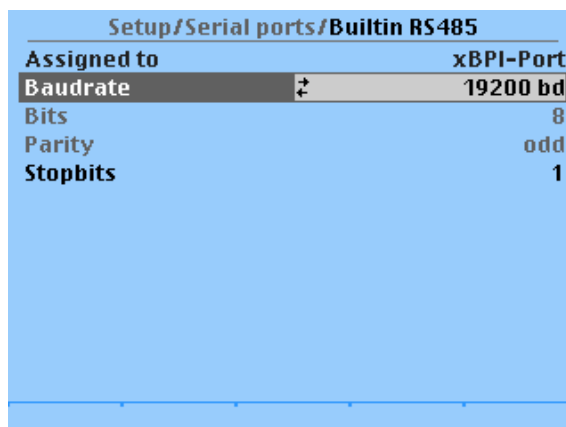 Setup/Serial ports/Builtin RS485
Assigned to xBPI-Port
Baudrate 19200 bd
Bits 8
Parity odd
Stopbits 1